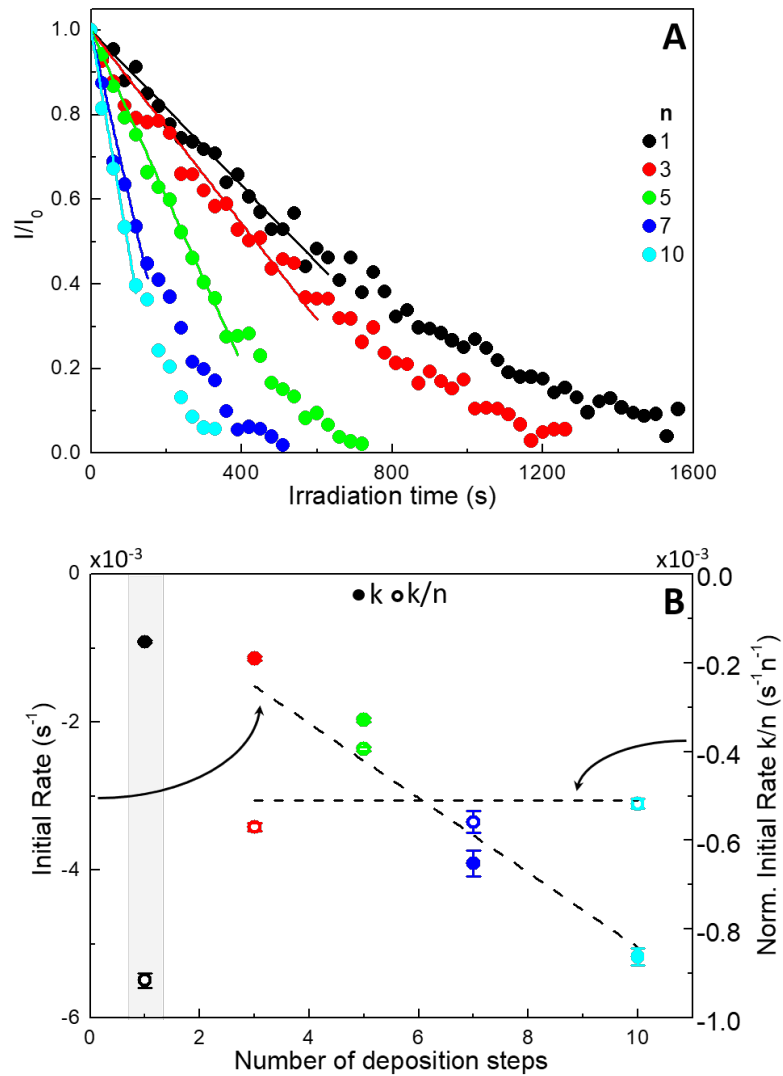 A
1.0
0.8
0.6
0.4
0.2
0.0
I/I₀
n
1
3
5
7
10
0 400 800 1200 1600
Irradiation time (s)
x10⁻³ x10⁻³
B
k k/n
0
-2
-4
-6
Initial Rate (s⁻¹)
0.0
-0.2
-0.4
-0.6
-0.8
-1.0
Norm. Initial Rate k/n (s⁻¹n⁻¹)
0 2 4 6 8 10
Number of deposition steps